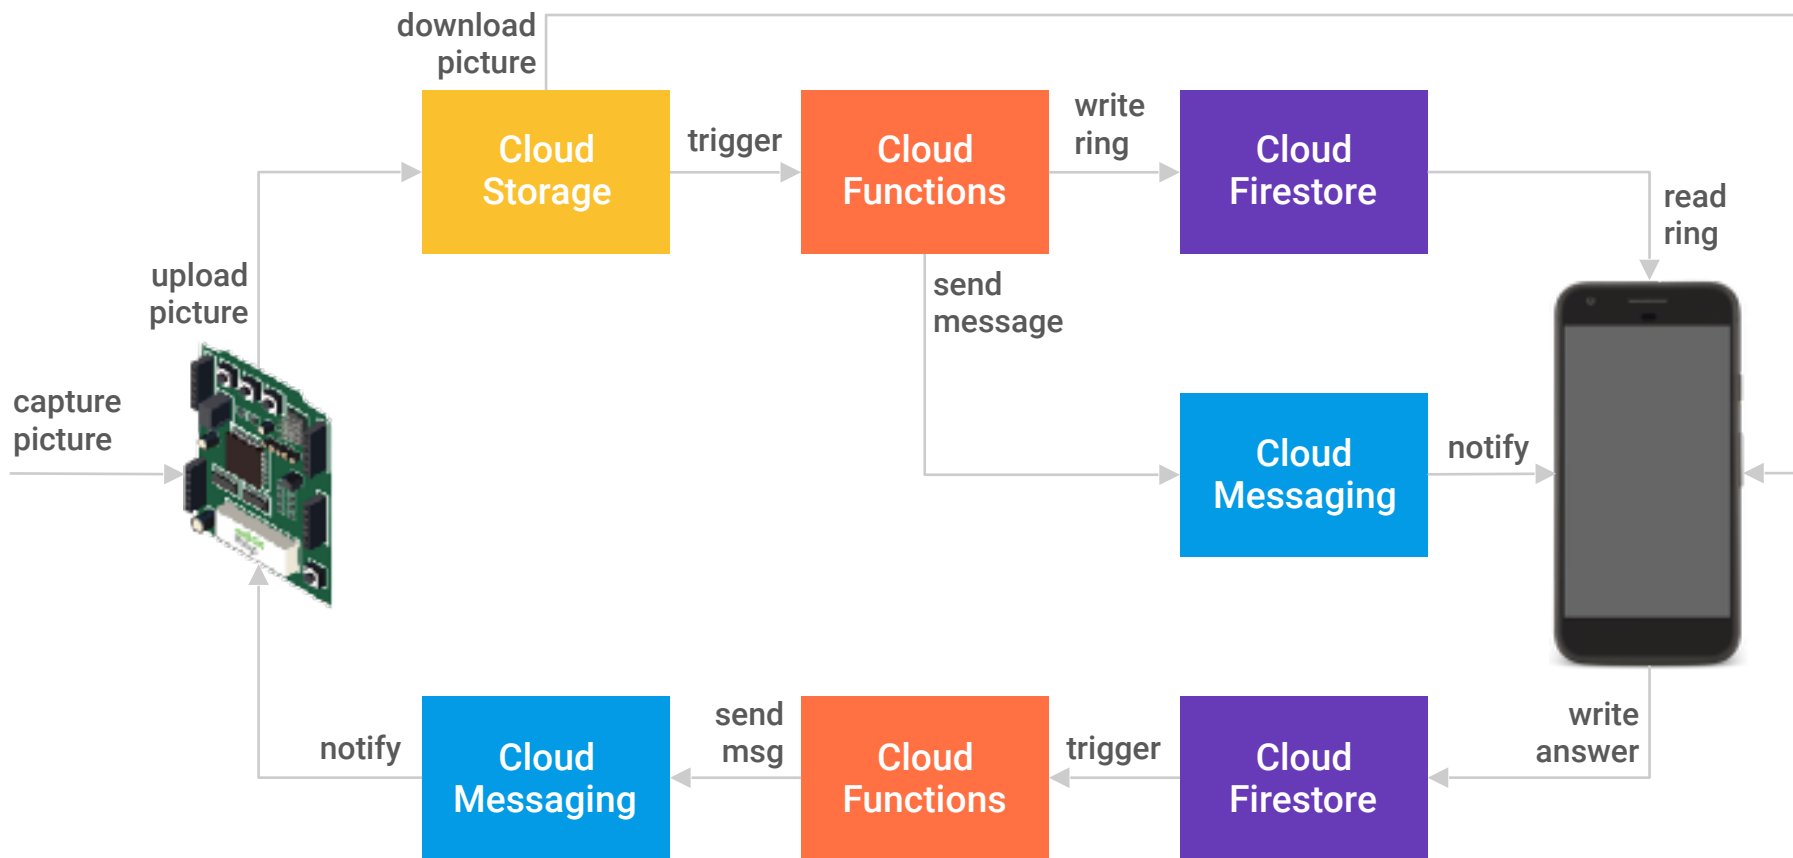 download
picture
Cloud
Storage
trigger
Cloud
Functions
write
ring
Cloud
Firestore
read
ring
upload
picture
send
message
capture
picture
Cloud
Messaging
notify
notify
Cloud
Messaging
send
msg
Cloud
Functions
trigger
Cloud
Firestore
write
answer